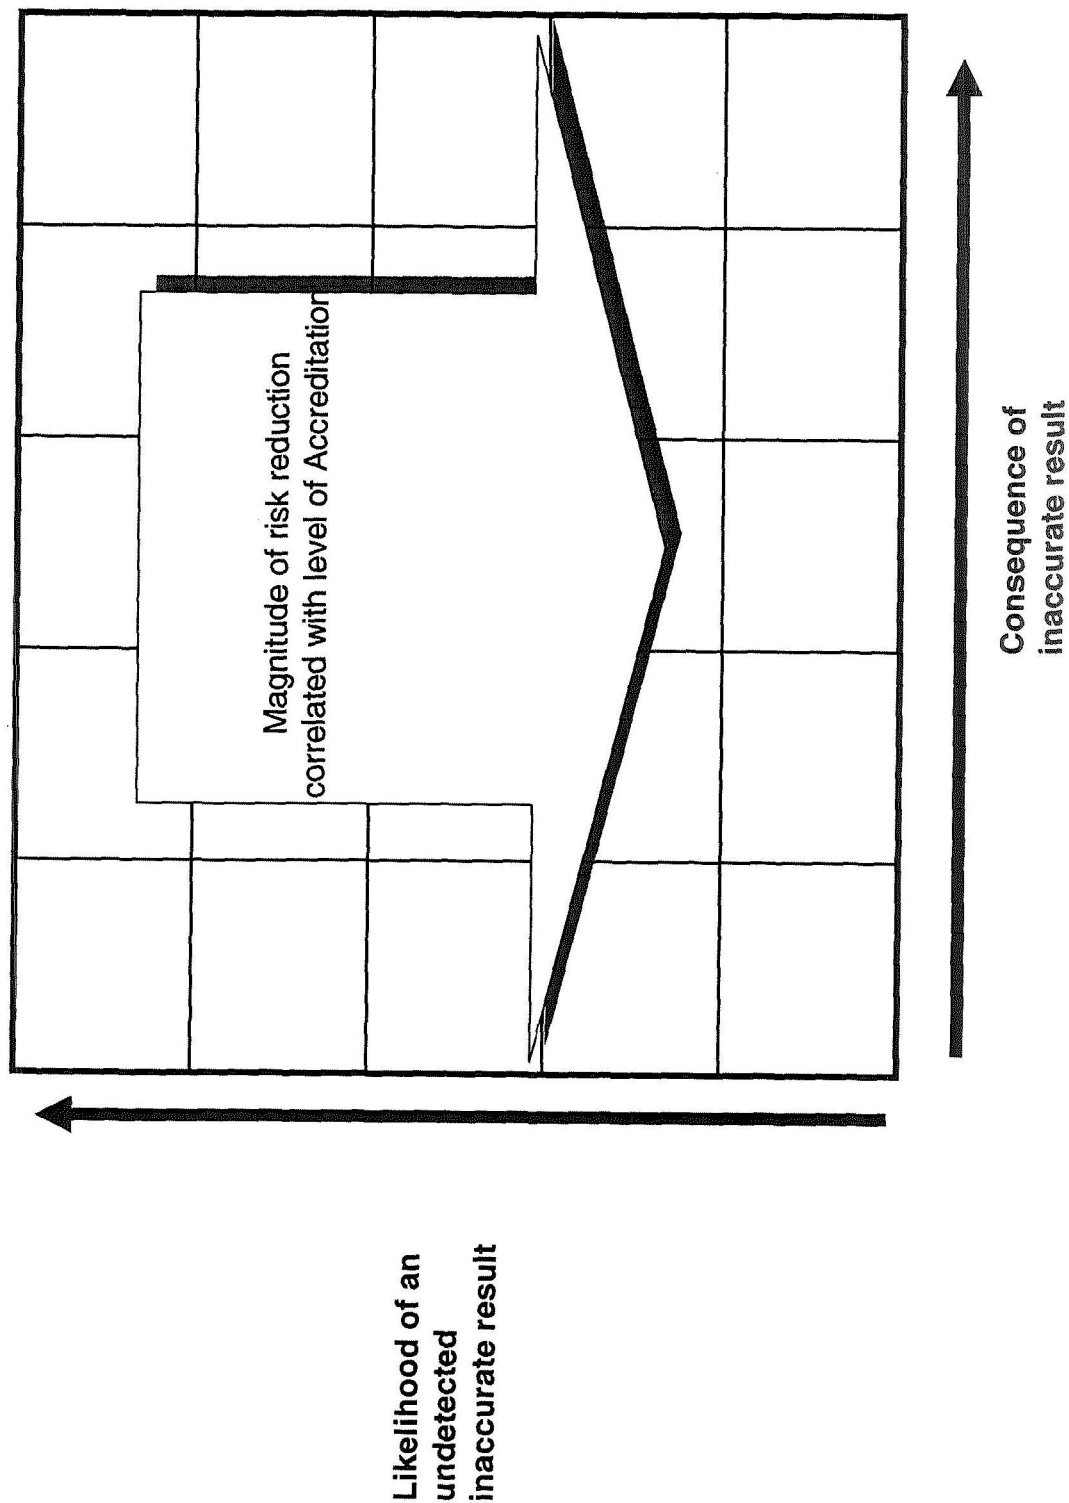 Likelihood of an
undetected
inaccurate result
Magnitude of risk reduction
correlated with level of Accreditation
Consequence of
inaccurate result